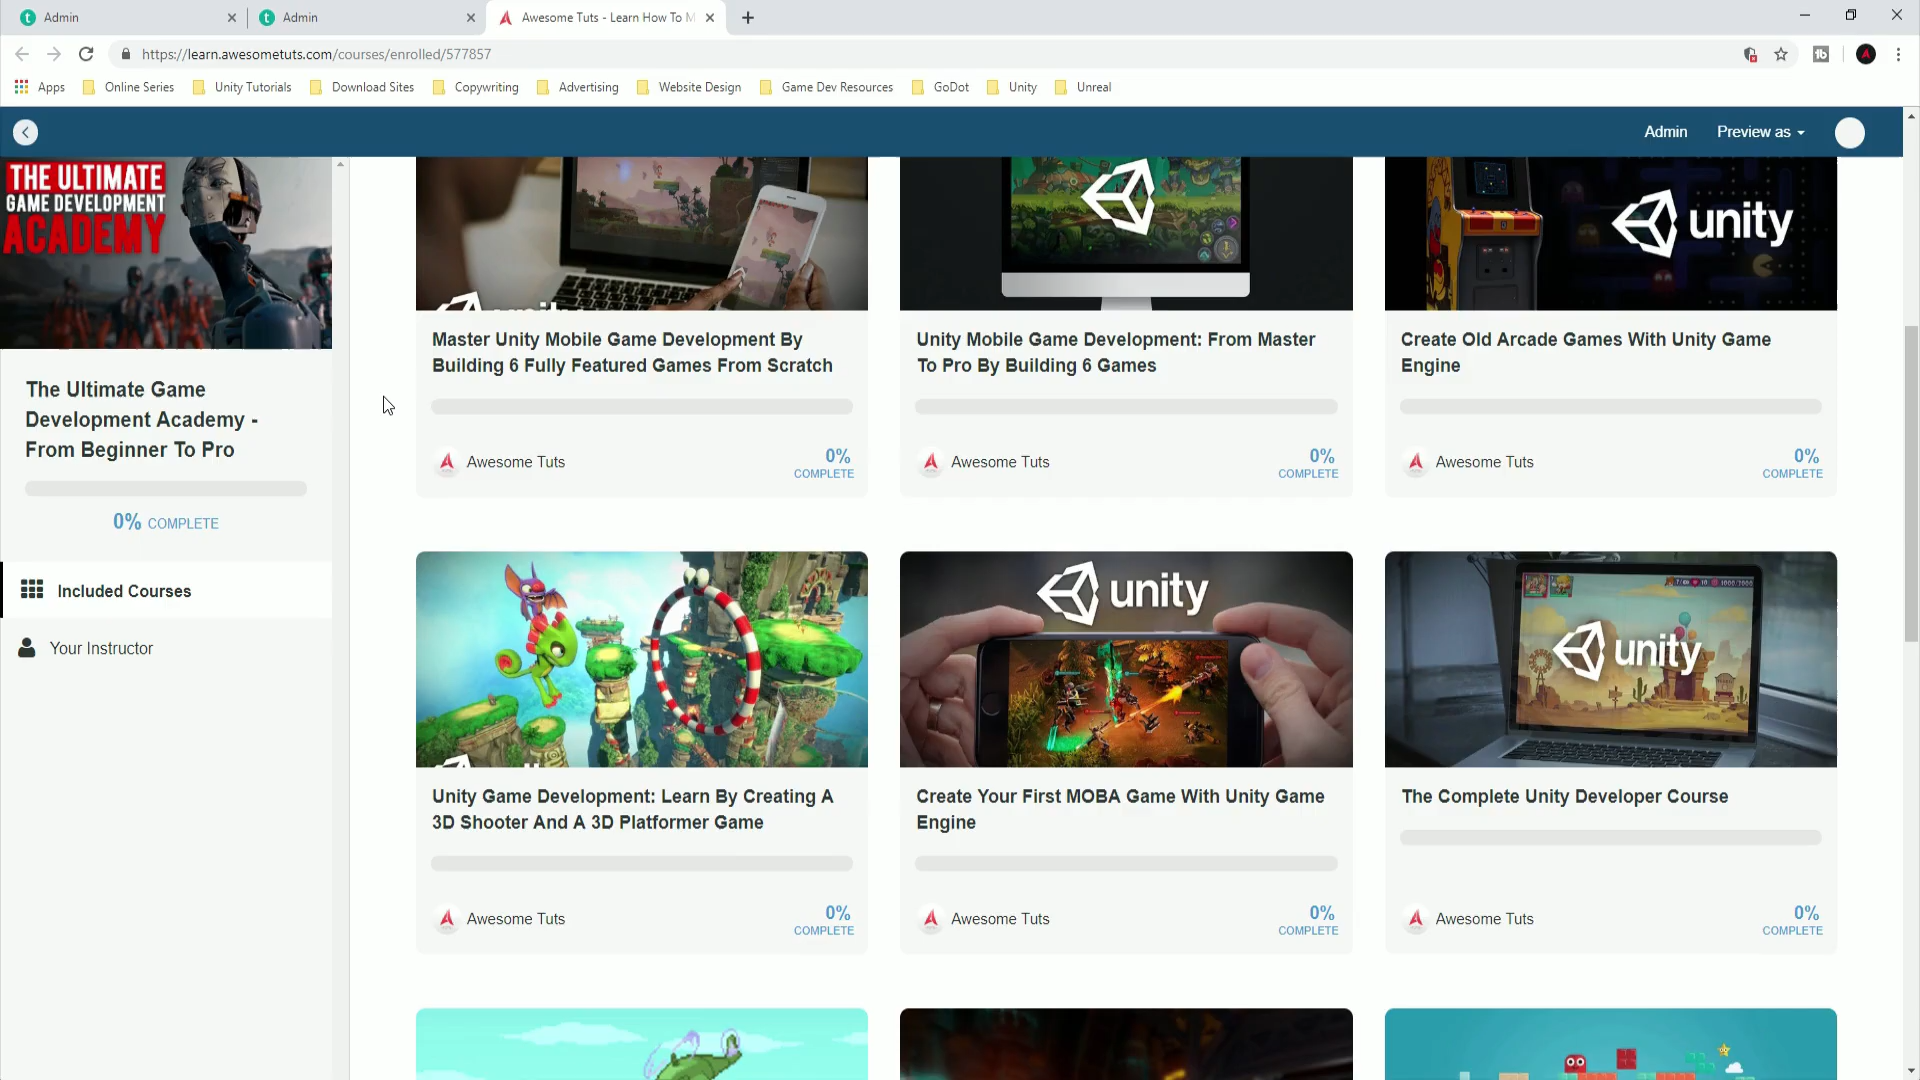 Admin
Admin
Awesome Tuts - Learn How To M
https://learn.awesometuts.com/courses/enrolled/577857
Apps
Online Series
Unity Tutorials
Download Sites
Copywriting
Advertising
Website Design
Game Dev Resources
GoDot
Unity
Unreal
Admin
Preview as
THE ULTIMATE
GAME DEVELOPMENT
ACADEMY
The Ultimate Game
Development Academy -
From Beginner To Pro
0% COMPLETE
Included Courses
Your Instructor
unity
Master Unity Mobile Game Development By
Building 6 Fully Featured Games From Scratch
Awesome Tuts
0%
COMPLETE
Unity Mobile Game Development: From Master
To Pro By Building 6 Games
Awesome Tuts
0%
COMPLETE
unity
Create Old Arcade Games With Unity Game
Engine
Awesome Tuts
0%
COMPLETE
Unity Game Development: Learn By Creating A
3D Shooter And A 3D Platformer Game
Awesome Tuts
0%
COMPLETE
unity
Create Your First MOBA Game With Unity Game
Engine
Awesome Tuts
0%
COMPLETE
unity
The Complete Unity Developer Course
Awesome Tuts
0%
COMPLETE